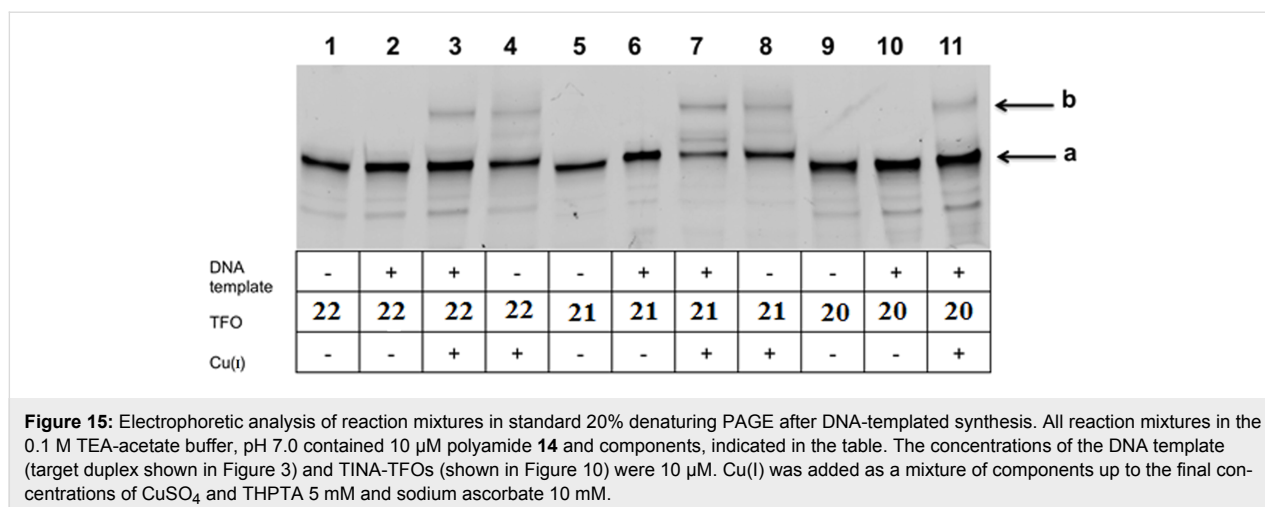 1 2 3 4 5 6 7 8 9 10 11
b
a
DNA template - + + - - + + - - + +
TFO 22 22 22 22 21 21 21 21 20 20 20
Cu(I) - - + + - - + + - - +
Figure 15: Electrophoretic analysis of reaction mixtures in standard 20% denaturing PAGE after DNA-templated synthesis. All reaction mixtures in the
0.1 M TEA-acetate buffer, pH 7.0 contained 10 µM polyamide 14 and components, indicated in the table. The concentrations of the DNA template
(target duplex shown in Figure 3) and TINA-TFOs (shown in Figure 10) were 10 µM. Cu(I) was added as a mixture of components up to the final con-
centrations of CuSO₄ and THPTA 5 mM and sodium ascorbate 10 mM.